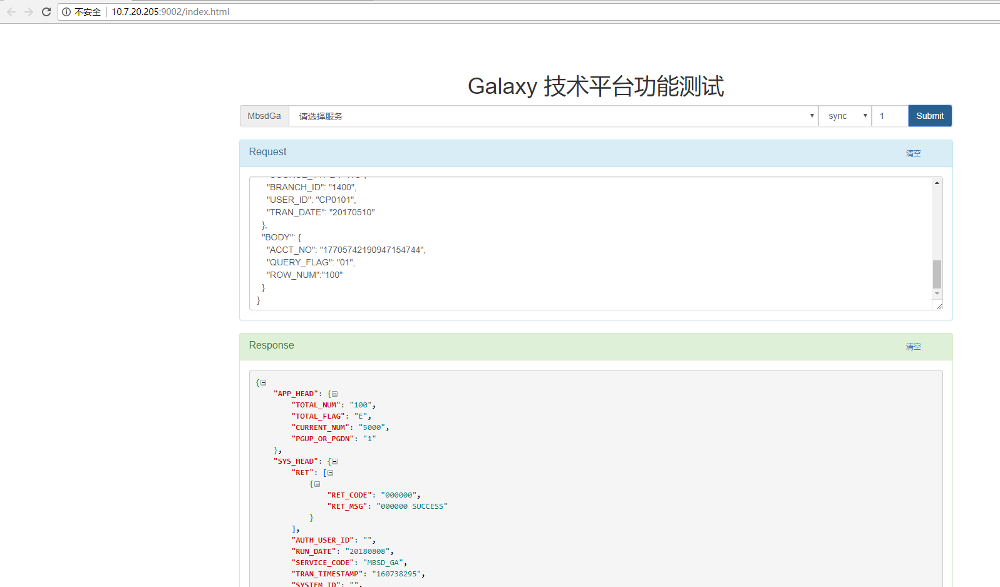 不安全 10.7.20.205:9002/index.html
Galaxy 技术平台功能测试
MbsdGa 请选择服务 sync 1 Submit
Request 清空
"BRANCH_ID": "1400",
"USER_ID": "CP0101",
"TRAN_DATE": "20170510"
},
"BODY": {
"ACCT_NO": "17705742190947154744",
"QUERY_FLAG": "01",
"ROW_NUM":"100"
}
}
Response 清空
{
"APP_HEAD": {
"TOTAL_NUM": "100",
"TOTAL_FLAG": "E",
"CURRENT_NUM": "5000",
"PGUP_OR_PGDN": "1"
},
"SYS_HEAD": {
"RET": [
{
"RET_CODE": "000000",
"RET_MSG": "000000 SUCCESS"
}
],
"AUTH_USER_ID": "",
"RUN_DATE": "20180808",
"SERVICE_CODE": "MBSD_GA",
"TRAN_TIMESTAMP": "160738295",
"SYSTEM_ID": "",